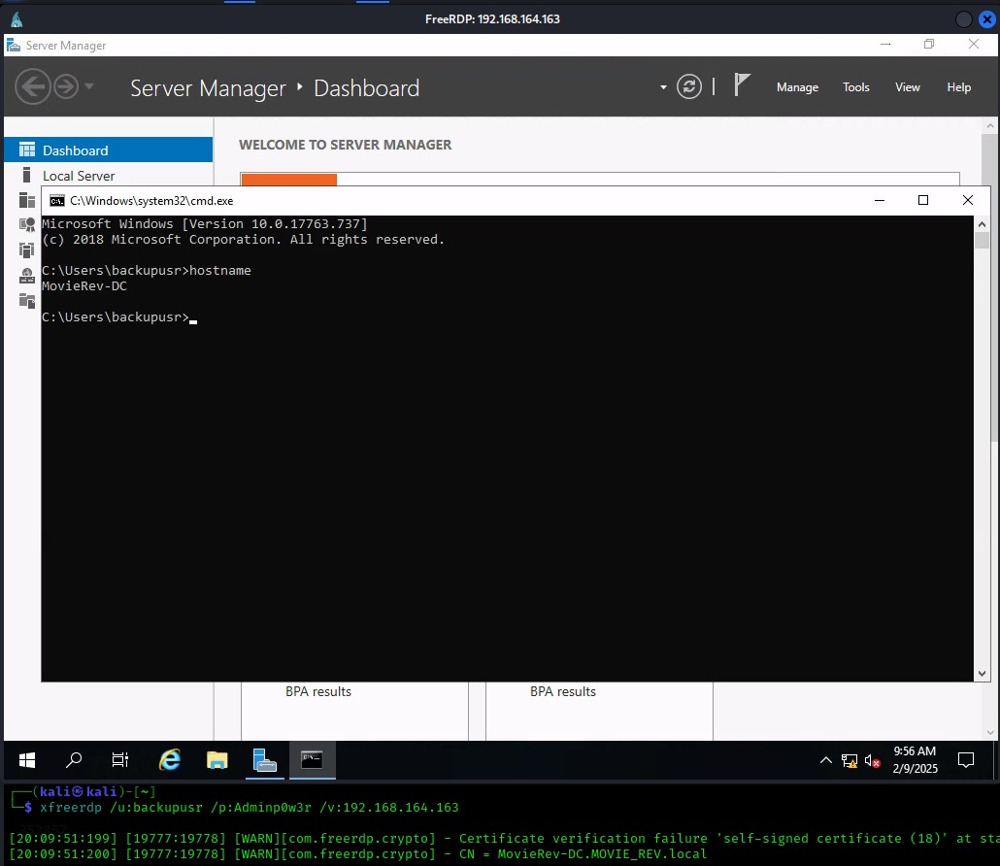 FreeRDP: 192.168.164.163
Server Manager
Server Manager ‣ Dashboard
Manage Tools View Help
Dashboard
Local Server
WELCOME TO SERVER MANAGER
C:\Windows\system32\cmd.exe
Microsoft Windows [Version 10.0.17763.737]
(c) 2018 Microsoft Corporation. All rights reserved.
C:\Users\backupusr>hostname
MovieRev-DC
C:\Users\backupusr>
BPA results BPA results
9:56 AM
2/9/2025
┌──(kali㉿kali)-[~]
└─$ xfreerdp /u:backupusr /p:Adminp0w3r /v:192.168.164.163
[20:09:51:199] [19777:19778] [WARN][com.freerdp.crypto] - Certificate verification failure 'self-signed certificate (18)' at sta
[20:09:51:200] [19777:19778] [WARN][com.freerdp.crypto] - CN = MovieRev-DC.MOVIE_REV.local